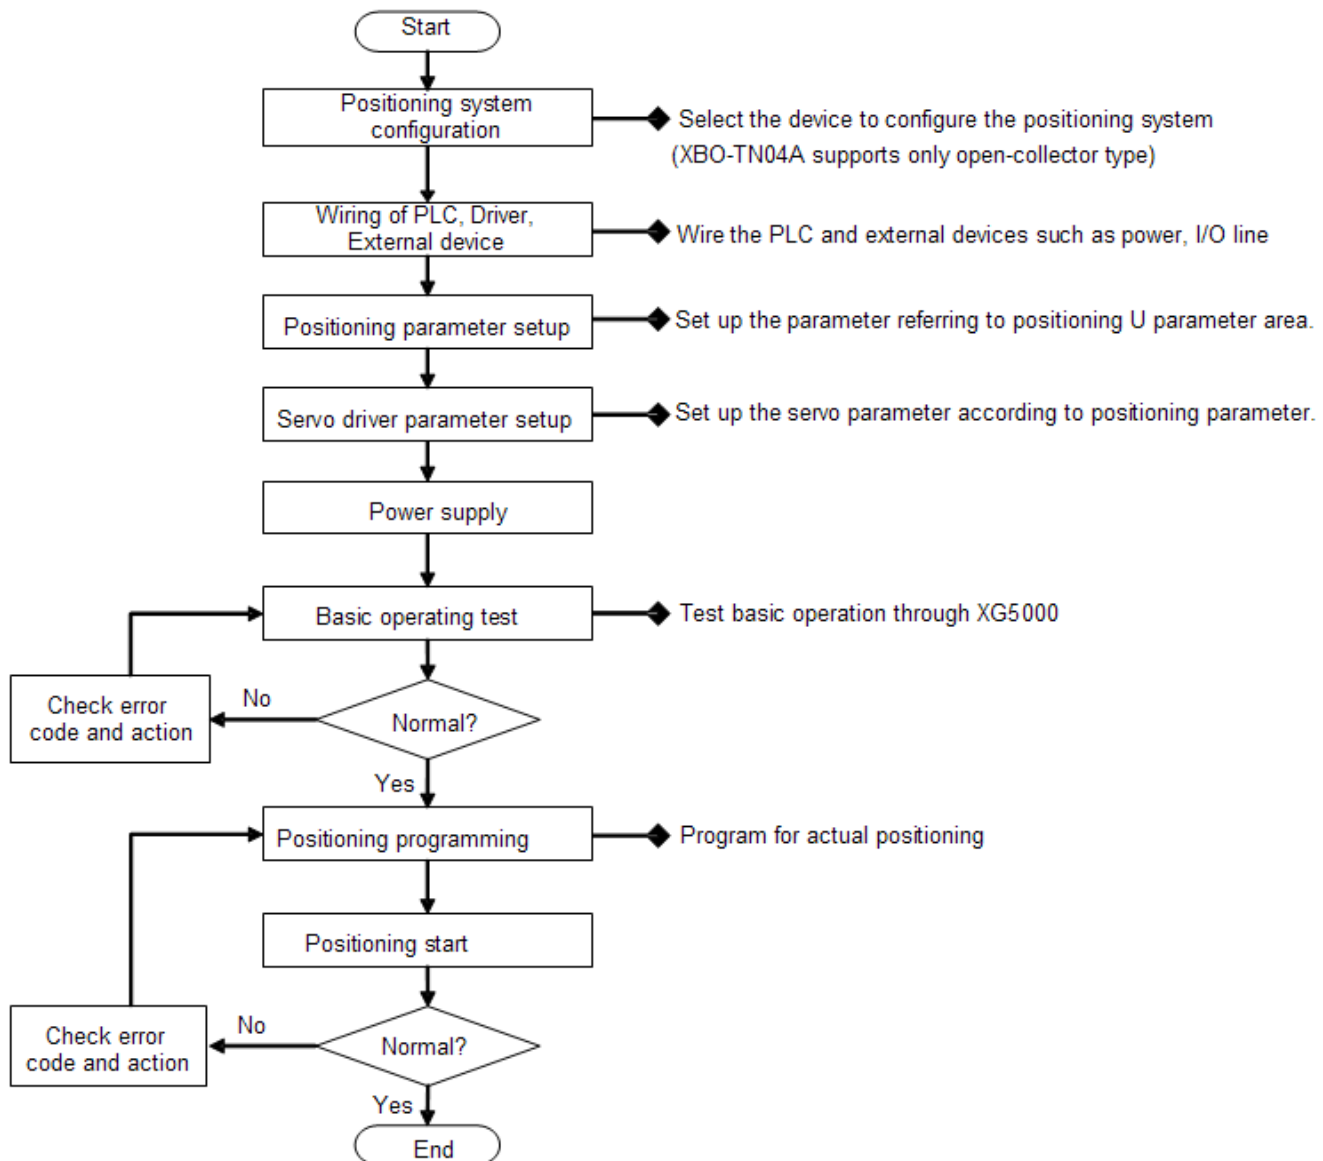 Start
Positioning system
configuration
Select the device to configure the positioning system
(XBO-TN04A supports only open-collector type)
Wiring of PLC, Driver,
External device
Wire the PLC and external devices such as power, I/O line
Positioning parameter setup
Set up the parameter referring to positioning U parameter area.
Servo driver parameter setup
Set up the servo parameter according to positioning parameter.
Power supply
Basic operating test
Test basic operation through XG5000
Check error
code and action
No
Normal?
Yes
Positioning programming
Program for actual positioning
Positioning start
Check error
code and action
No
Normal?
Yes
End